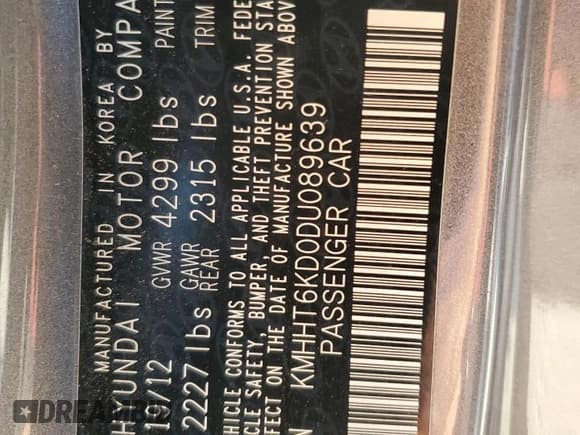 MANUFACTURED IN KOREA BY
HYUNDAI MOTOR COMPA
10/12 GVWR 4299 lbs PAINT
2227 lbs GAWR REAR 2315 lbs TRIM
HICLE CONFORMS TO ALL APPLICABLE U.S.A. FEDE
CLE SAFETY, BUMPER, AND THEFT PREVENTION STA
FECT ON THE DATE OF MANUFACTURE SHOWN ABOV
KMHHT6KD0DU089639
PASSENGER CAR
DREAMBID